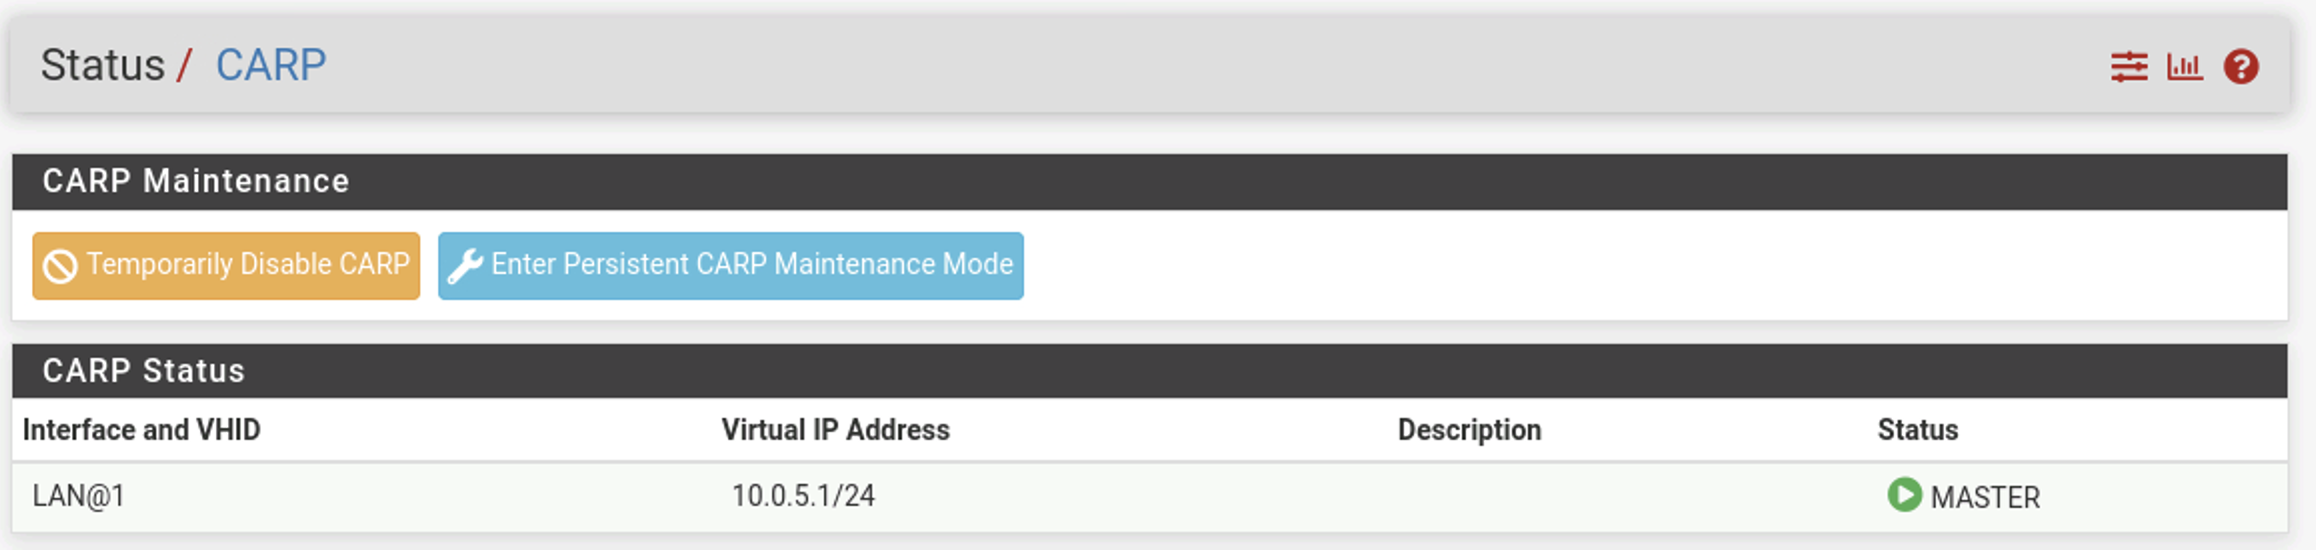 Status / CARP
CARP Maintenance
Temporarily Disable CARP Enter Persistent CARP Maintenance Mode
CARP Status
Interface and VHID Virtual IP Address Description Status
LAN@1 10.0.5.1/24 MASTER